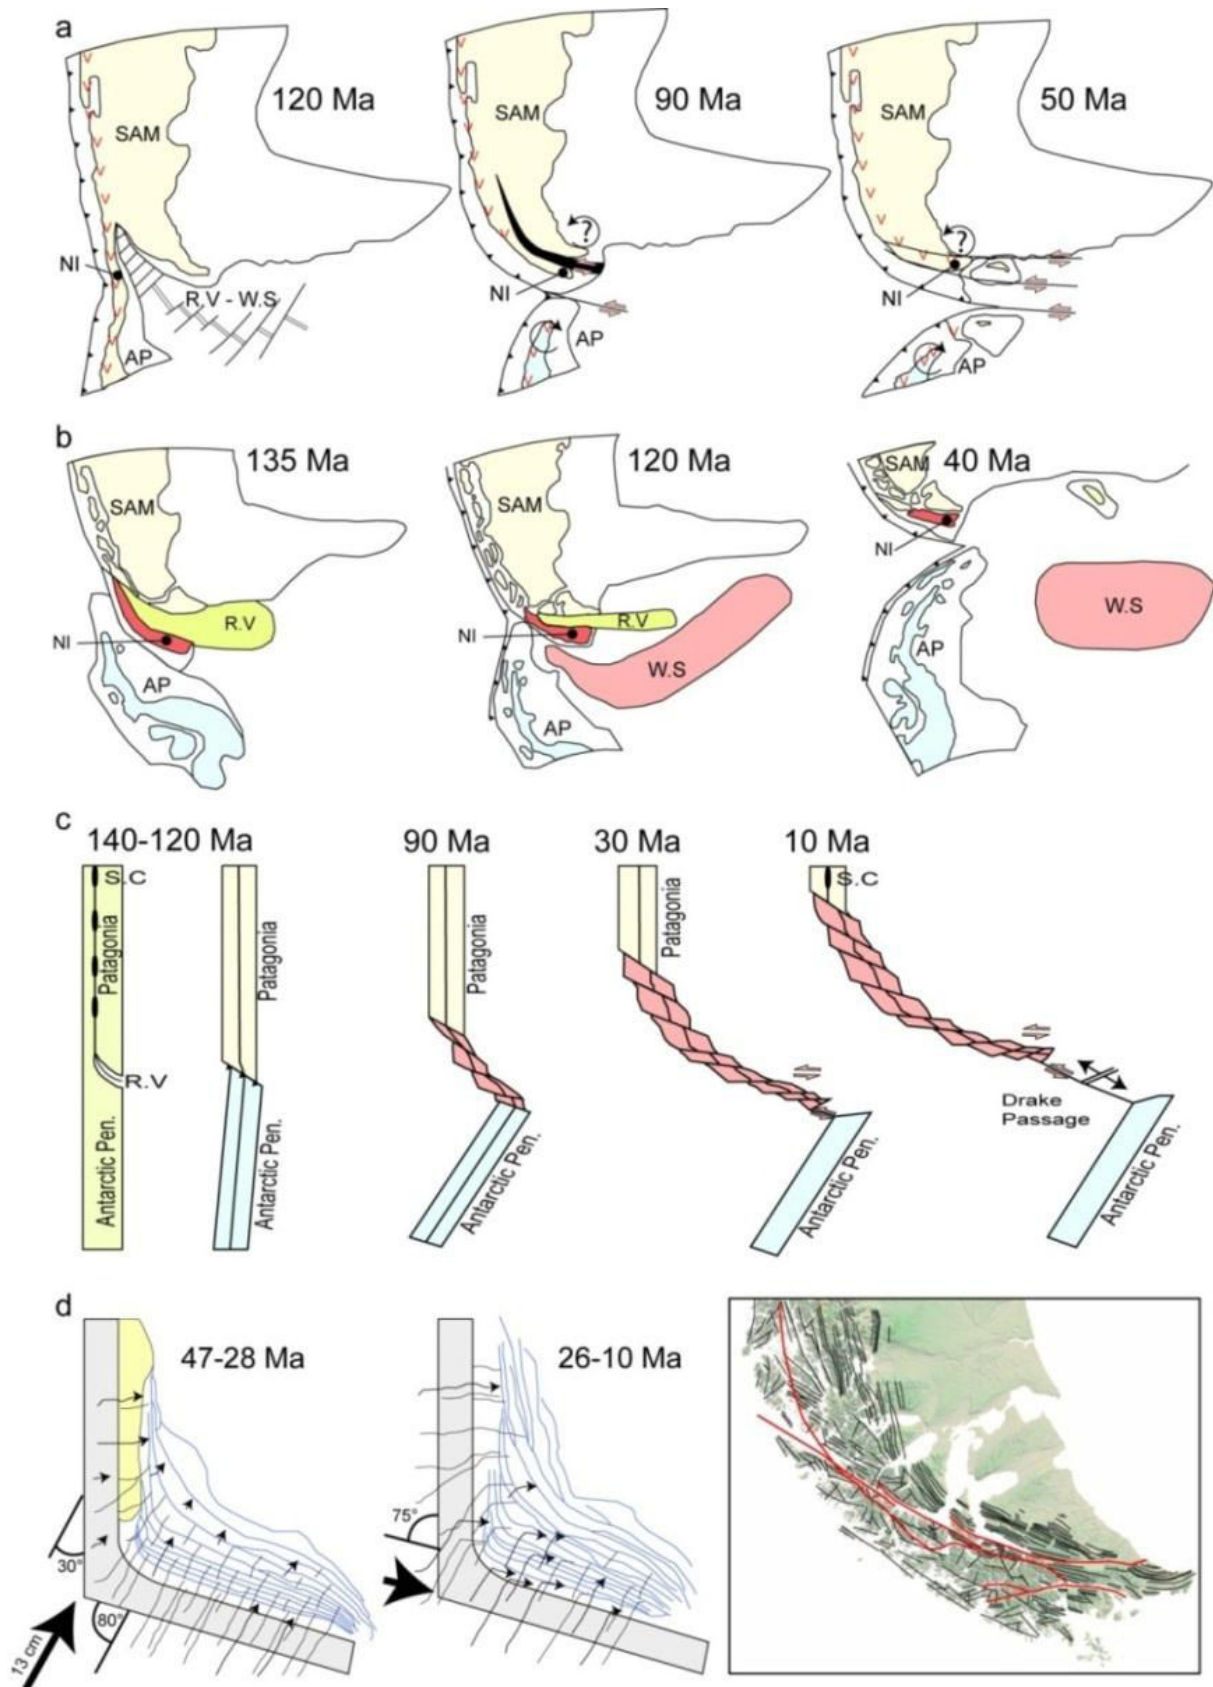 a
120 Ma
90 Ma
50 Ma
SAM
SAM
SAM
?
?
NI
NI
NI
R.V - W.S
AP
AP
AP
b
135 Ma
120 Ma
40 Ma
SAM
SAM
SAM
NI
NI
NI
R.V
R.V
W.S
W.S
AP
AP
AP
c
140-120 Ma
90 Ma
30 Ma
10 Ma
S.C
S.C
Patagonia
Patagonia
Patagonia
Patagonia
R.V
Antarctic Pen.
Antarctic Pen.
Antarctic Pen.
Antarctic Pen.
Antarctic Pen.
Drake
Passage
d
47-28 Ma
26-10 Ma
30°
80°
13 cm
75°